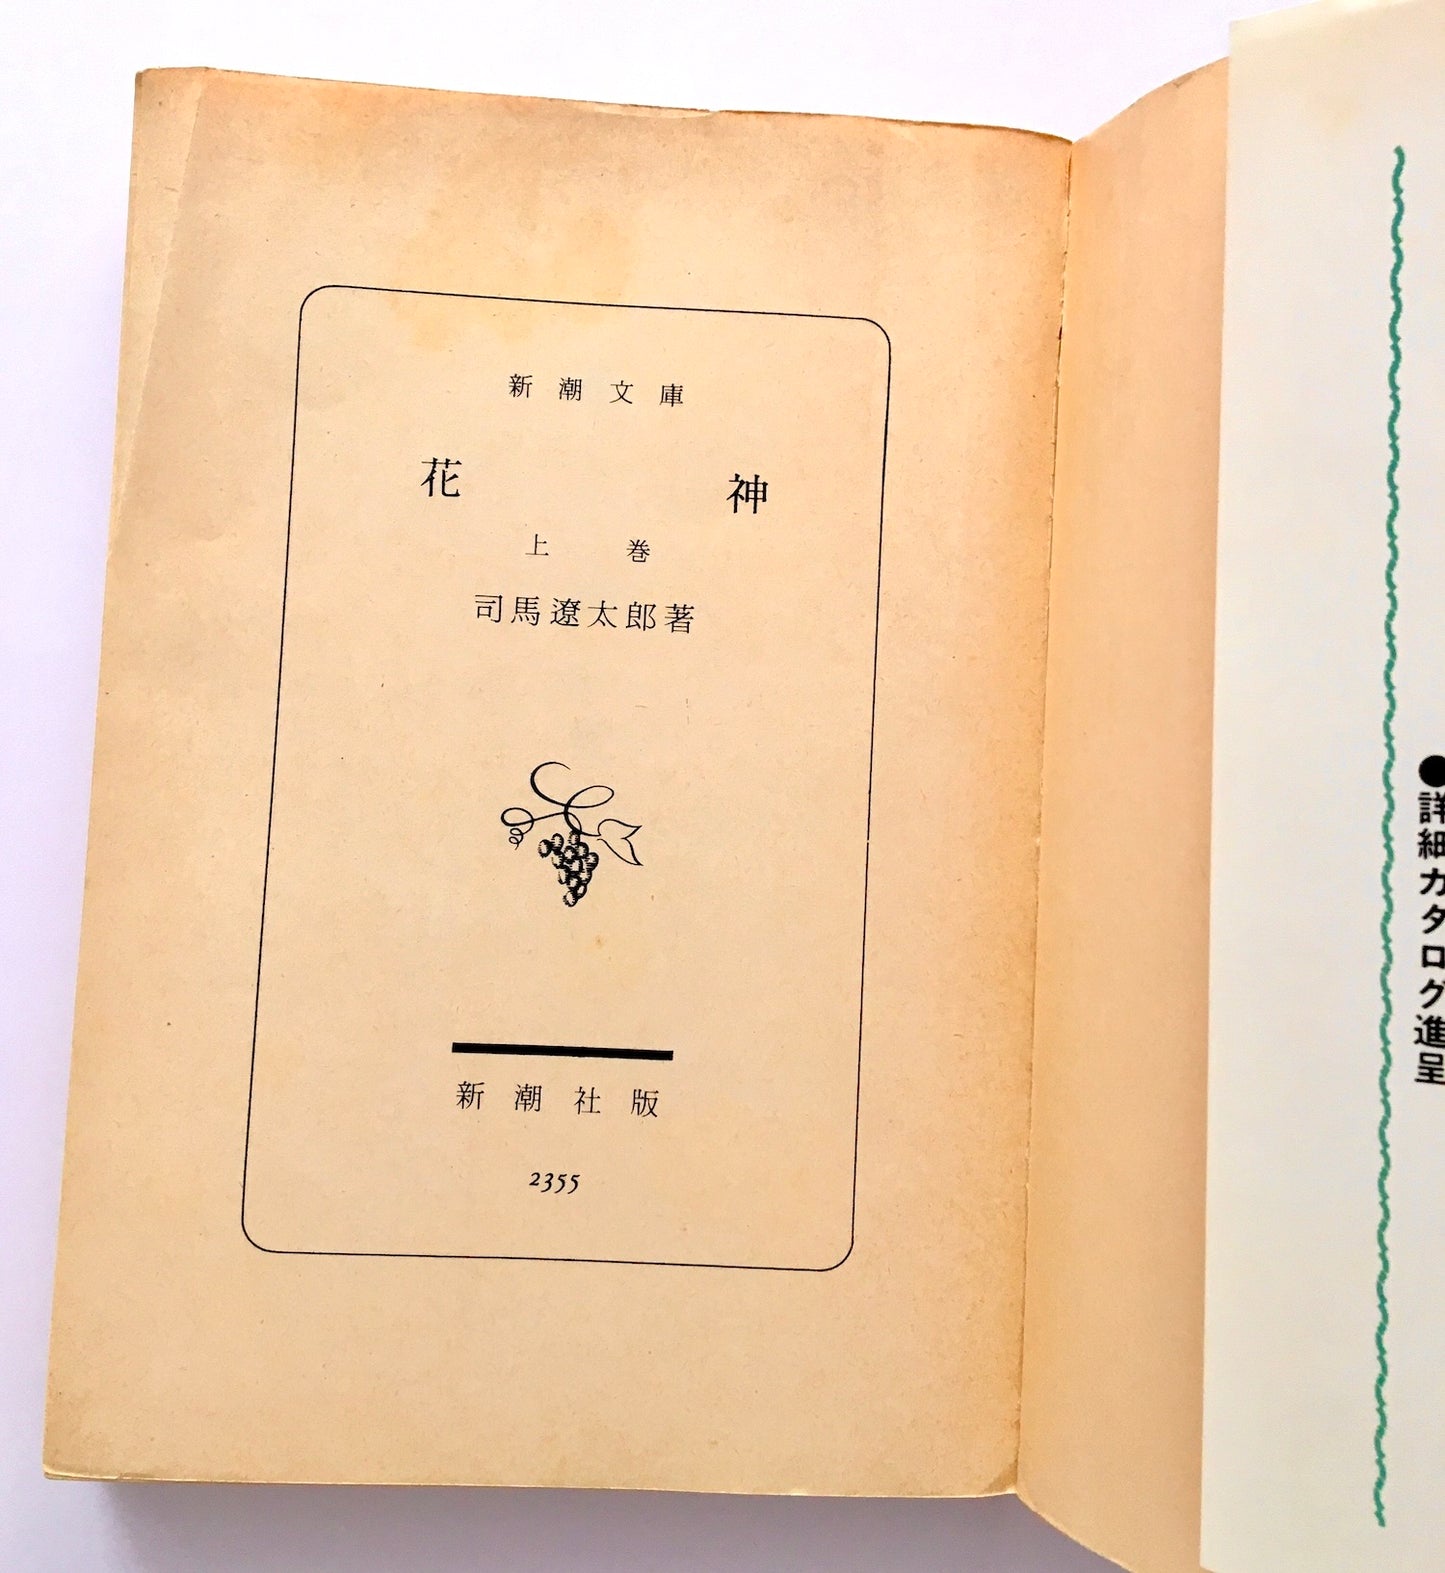 新潮文庫
花神
上巻
司馬遼太郎著
新潮社版
2355
●詳細カタログ進呈